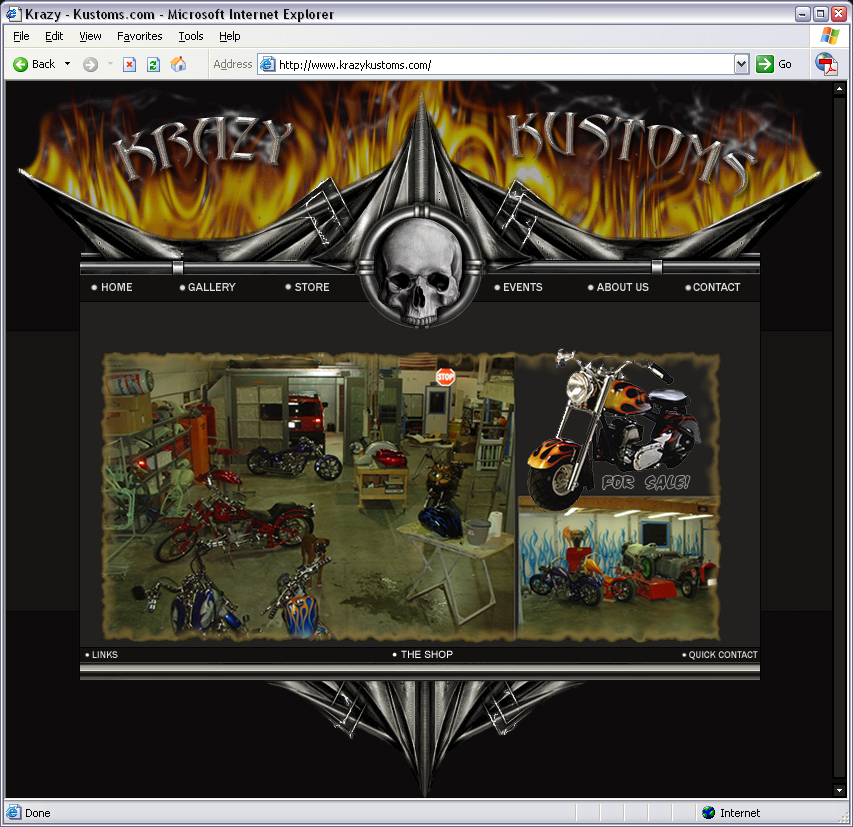 Krazy - Kustoms.com - Microsoft Internet Explorer
File Edit View Favorites Tools Help
Back Address http://www.krazykustoms.com/ Go
KRAZY KUSTOMS
HOME GALLERY STORE EVENTS ABOUT US CONTACT
STOP
FOR SALE!
LINKS THE SHOP QUICK CONTACT
Done Internet